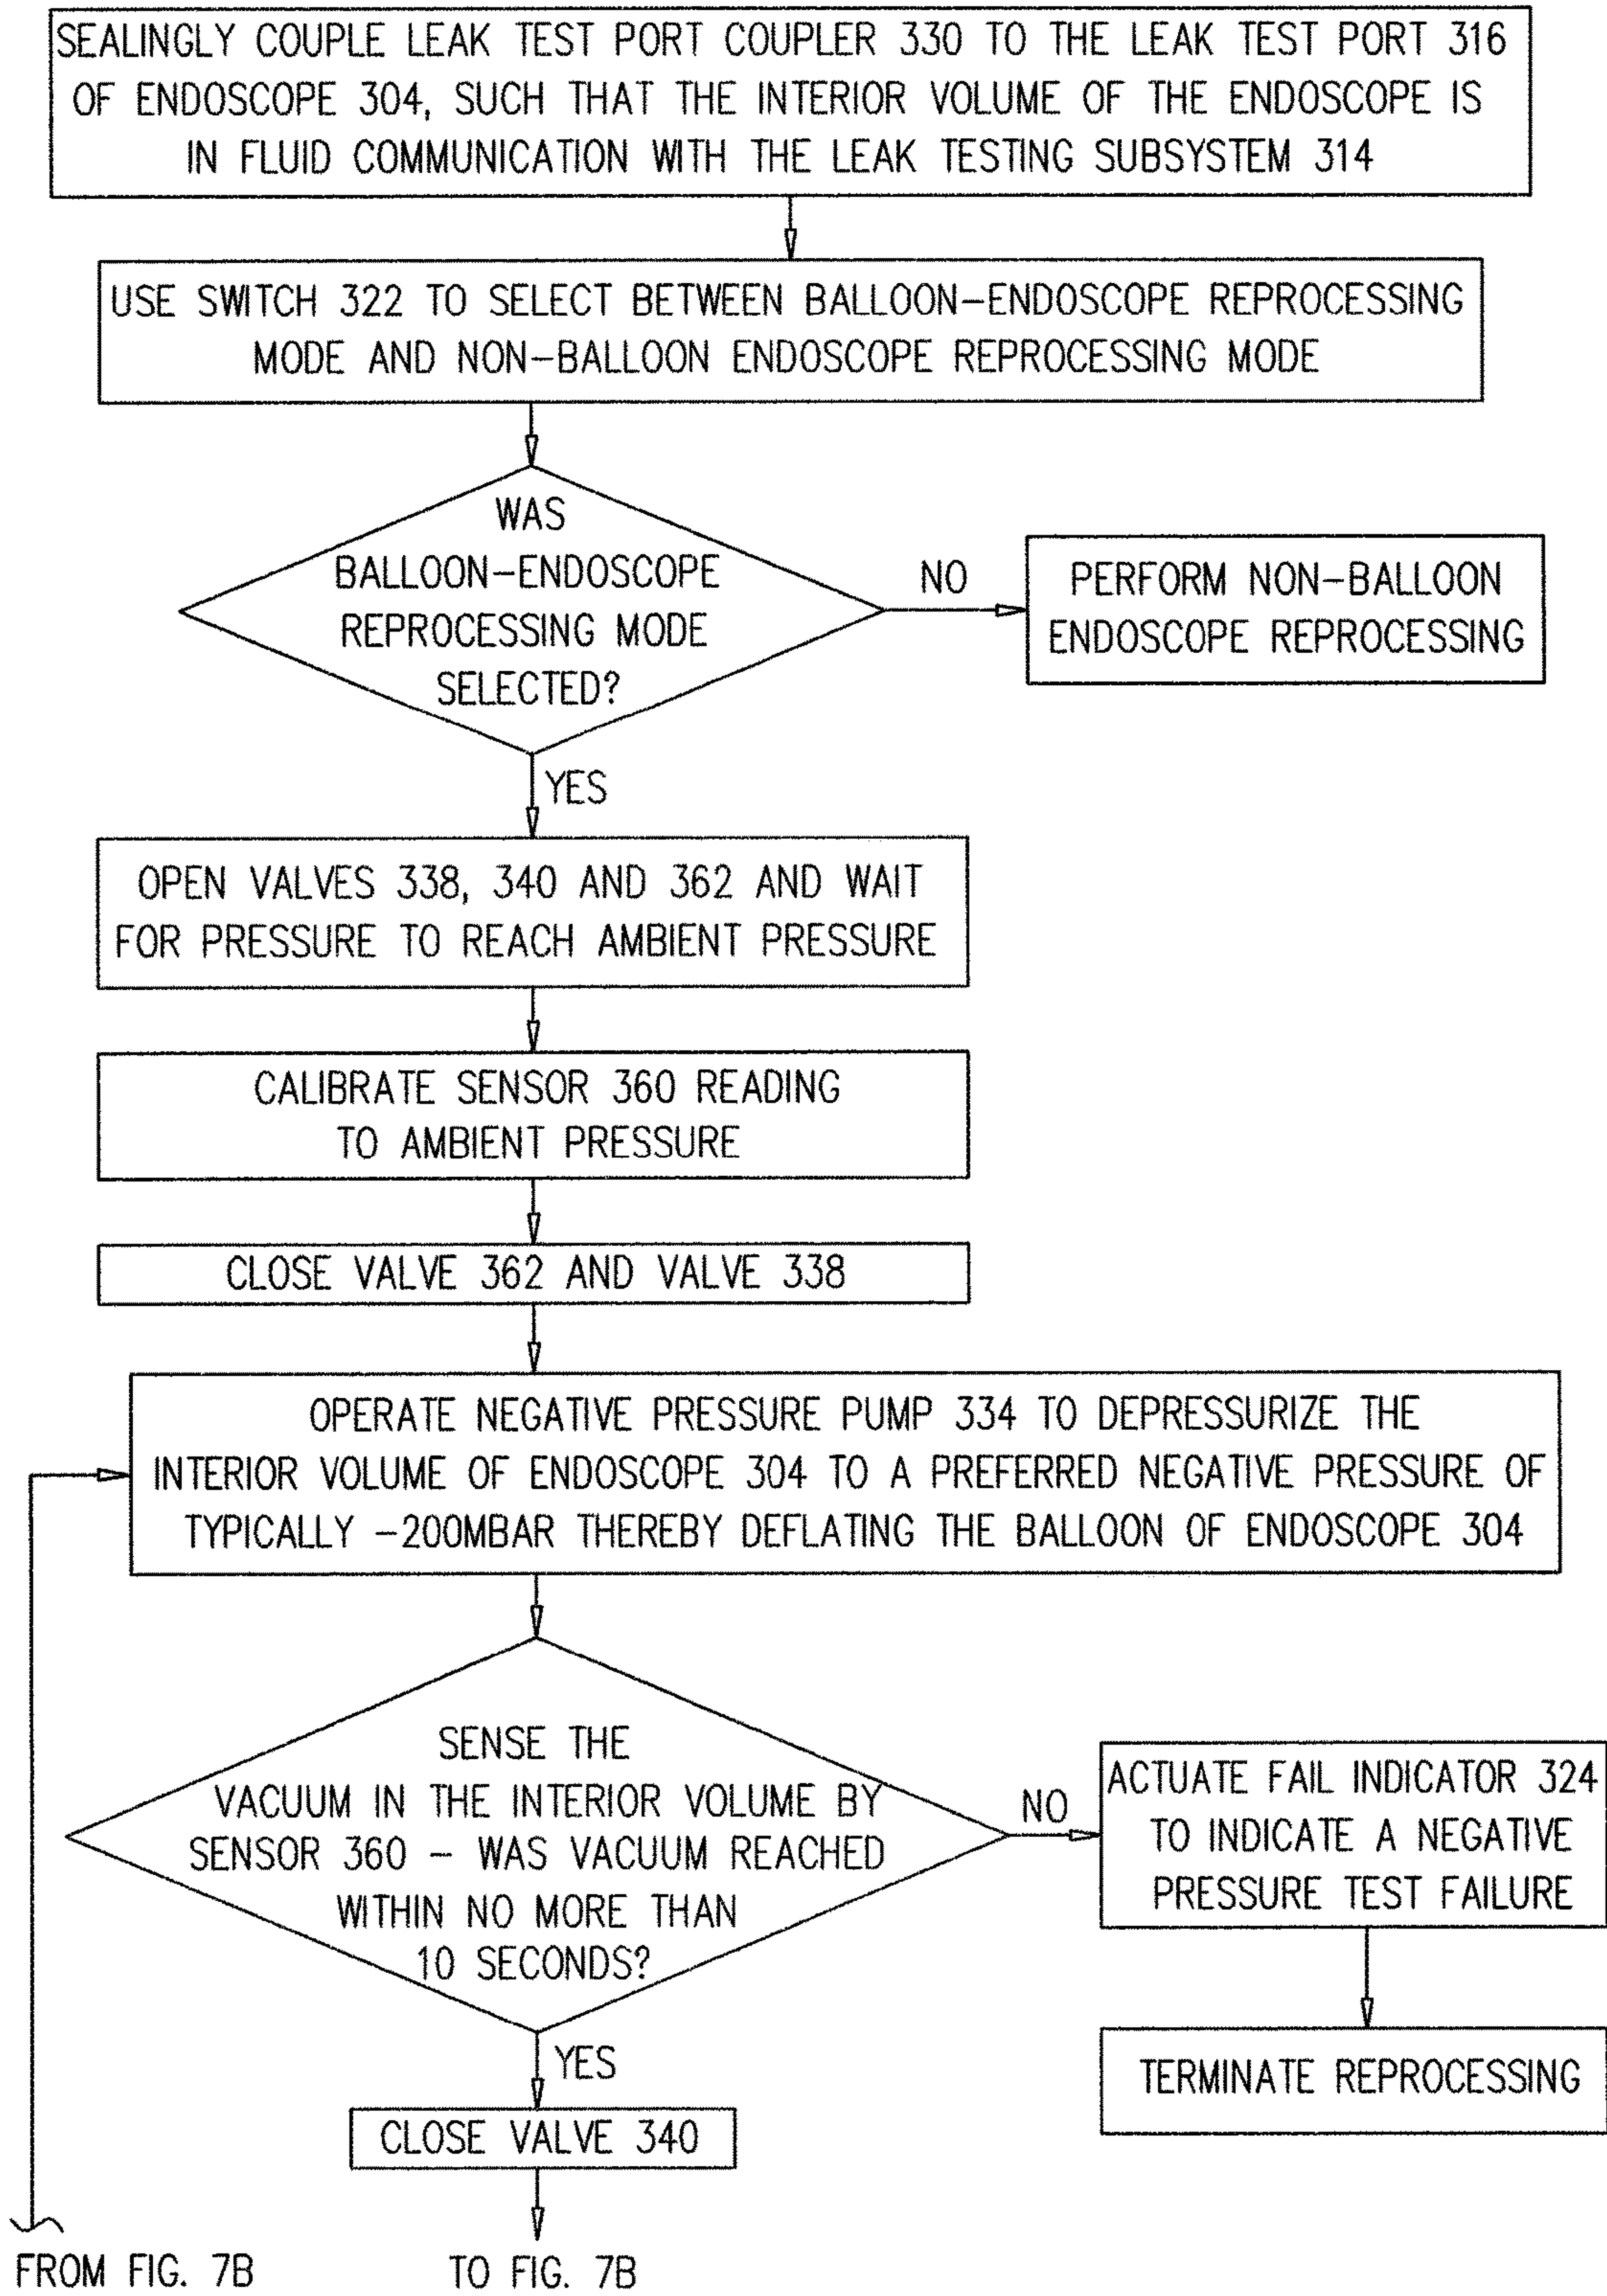 SEALINGLY COUPLE LEAK TEST PORT COUPLER 330 TO THE LEAK TEST PORT 316
OF ENDOSCOPE 304, SUCH THAT THE INTERIOR VOLUME OF THE ENDOSCOPE IS
IN FLUID COMMUNICATION WITH THE LEAK TESTING SUBSYSTEM 314
USE SWITCH 322 TO SELECT BETWEEN BALLOON-ENDOSCOPE REPROCESSING
MODE AND NON-BALLOON ENDOSCOPE REPROCESSING MODE
WAS
BALLOON-ENDOSCOPE
REPROCESSING MODE
SELECTED?
NO
PERFORM NON-BALLOON
ENDOSCOPE REPROCESSING
YES
OPEN VALVES 338, 340 AND 362 AND WAIT
FOR PRESSURE TO REACH AMBIENT PRESSURE
CALIBRATE SENSOR 360 READING
TO AMBIENT PRESSURE
CLOSE VALVE 362 AND VALVE 338
OPERATE NEGATIVE PRESSURE PUMP 334 TO DEPRESSURIZE THE
INTERIOR VOLUME OF ENDOSCOPE 304 TO A PREFERRED NEGATIVE PRESSURE OF
TYPICALLY -200MBAR THEREBY DEFLATING THE BALLOON OF ENDOSCOPE 304
SENSE THE
VACUUM IN THE INTERIOR VOLUME BY
SENSOR 360 - WAS VACUUM REACHED
WITHIN NO MORE THAN
10 SECONDS?
NO
ACTUATE FAIL INDICATOR 324
TO INDICATE A NEGATIVE
PRESSURE TEST FAILURE
TERMINATE REPROCESSING
YES
CLOSE VALVE 340
FROM FIG. 7B
TO FIG. 7B